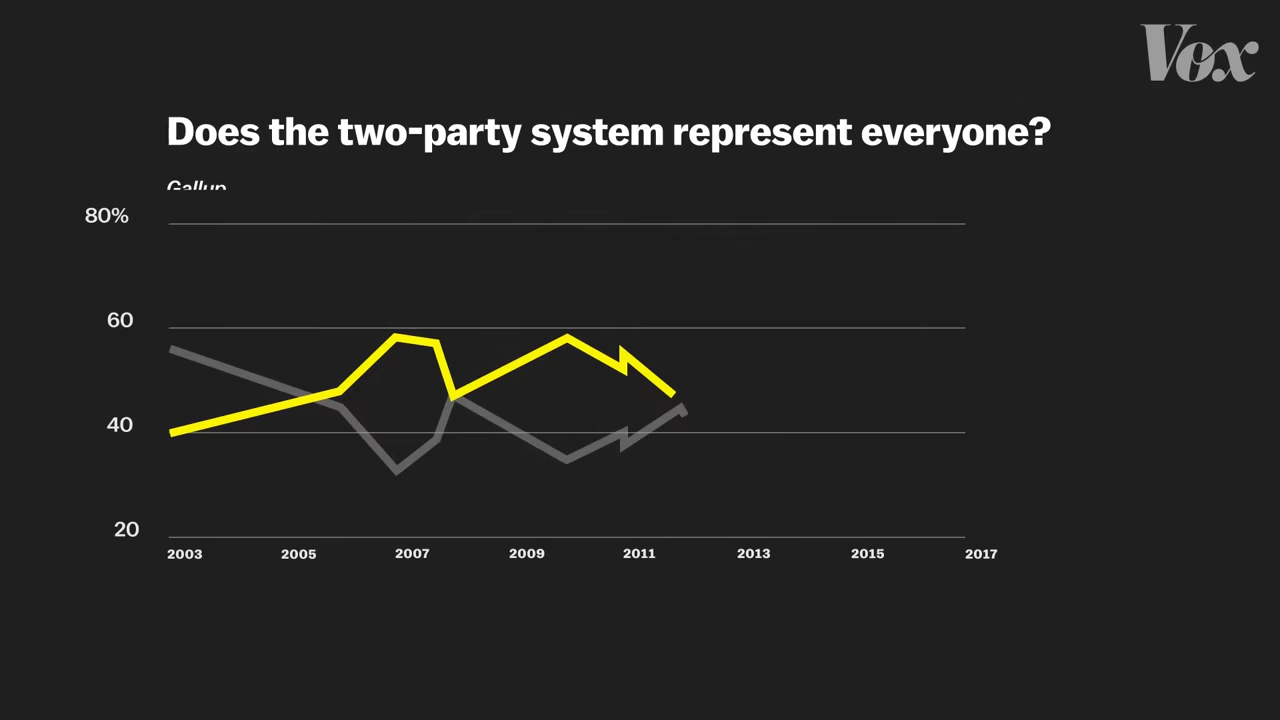 Vox
Does the two-party system represent everyone?
Gallup
80%
60
40
20
2003 2005 2007 2009 2011 2013 2015 2017